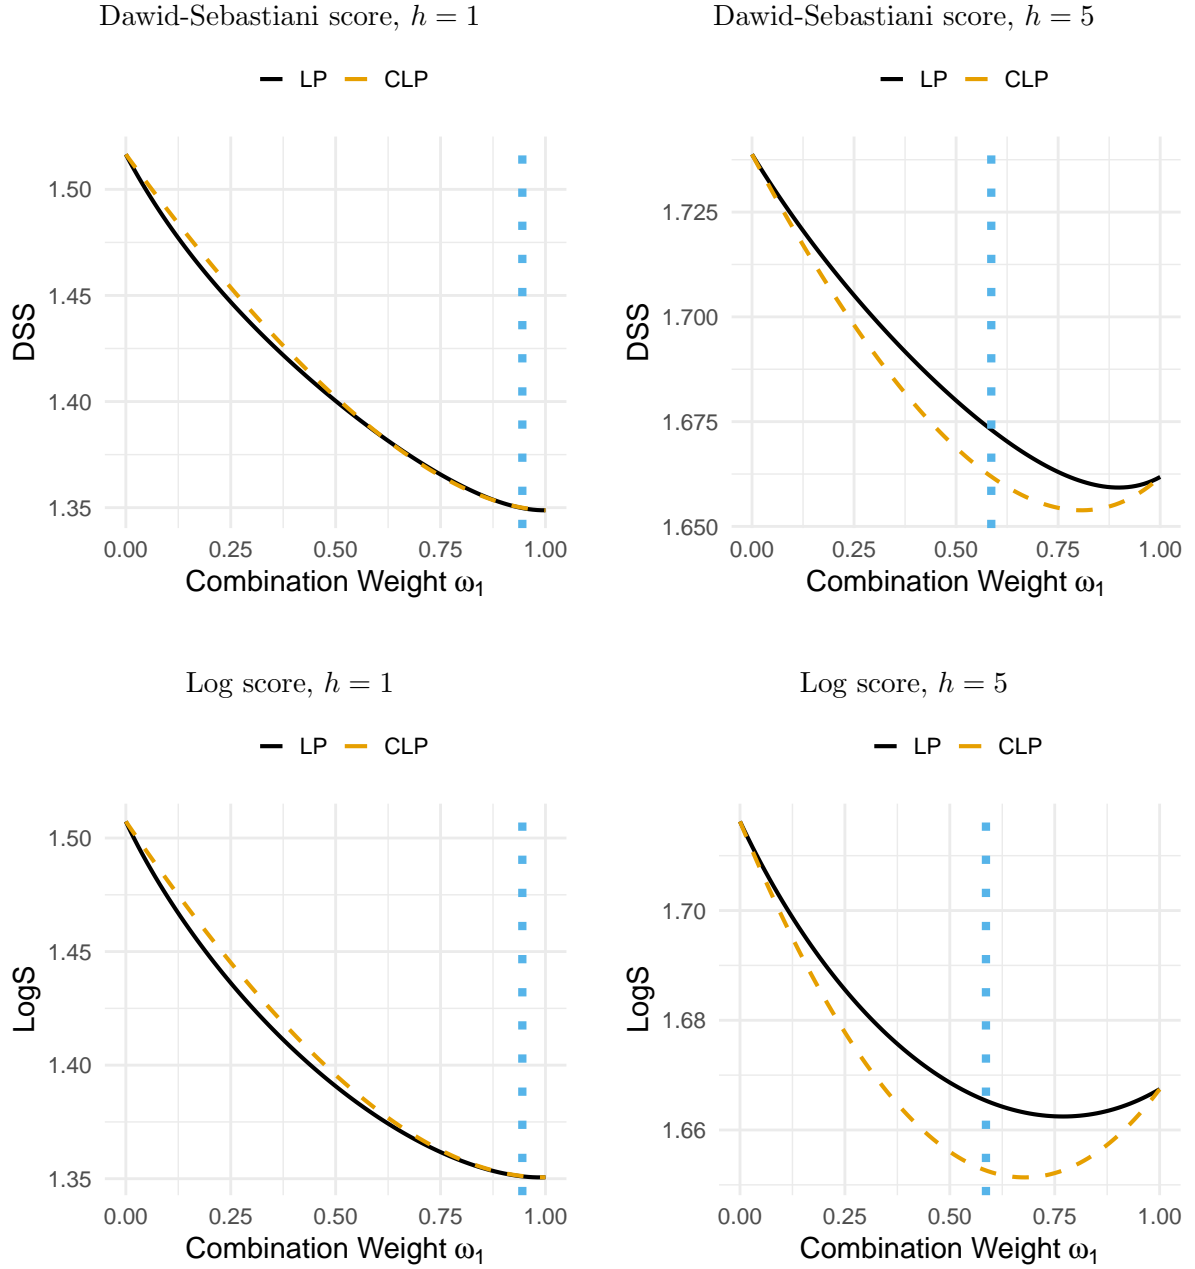 Dawid-Sebastiani score, h = 1
LP CLP
1.50
1.45
1.40
1.35
DSS
0.00 0.25 0.50 0.75 1.00
Combination Weight ω1
Dawid-Sebastiani score, h = 5
LP CLP
1.725
1.700
1.675
1.650
DSS
0.00 0.25 0.50 0.75 1.00
Combination Weight ω1
Log score, h = 1
LP CLP
1.50
1.45
1.40
1.35
LogS
0.00 0.25 0.50 0.75 1.00
Combination Weight ω1
Log score, h = 5
LP CLP
1.70
1.68
1.66
LogS
0.00 0.25 0.50 0.75 1.00
Combination Weight ω1